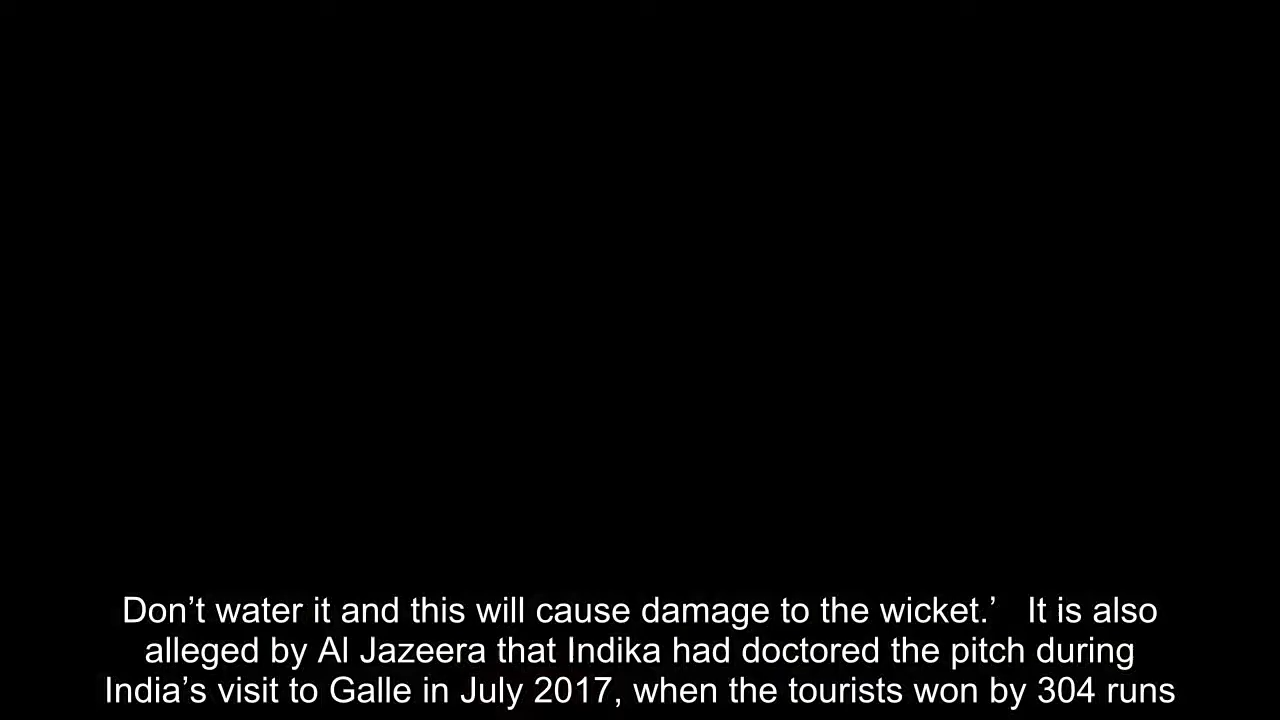 Don’t water it and this will cause damage to the wicket.’   It is also
alleged by Al Jazeera that Indika had doctored the pitch during
India’s visit to Galle in July 2017, when the tourists won by 304 runs